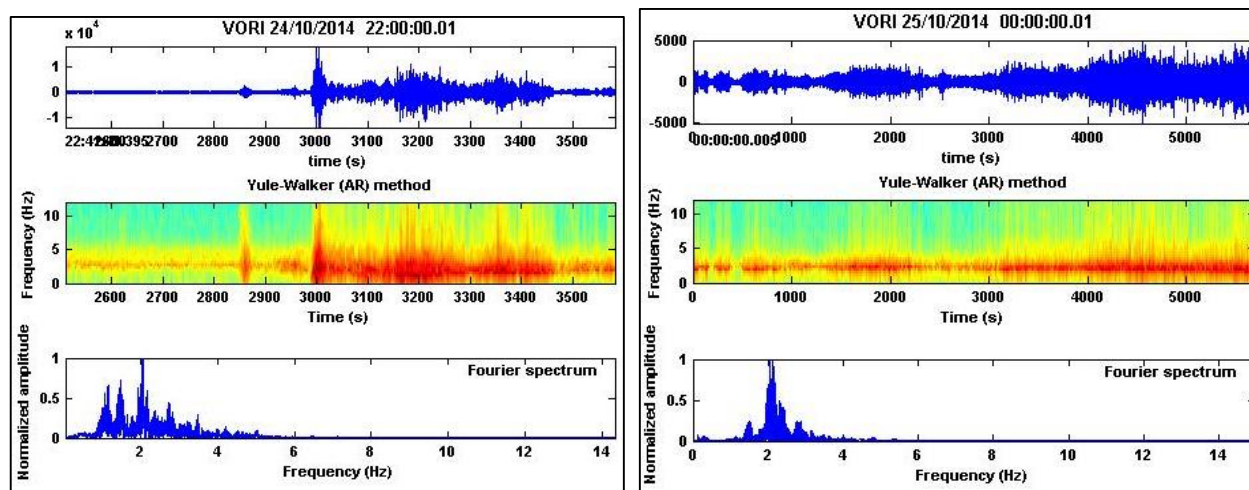 VORI 24/10/2014 22:00:00.01
x 10⁴
1
0
-1
2700 2800 2900 3000 3100 3200 3300 3400 3500
time (s)
Yule-Walker (AR) method
Frequency (Hz)
10
5
0
2600 2700 2800 2900 3000 3100 3200 3300 3400 3500
Time (s)
Normalized amplitude
1
0.5
0
Fourier spectrum
2 4 6 8 10 12 14
Frequency (Hz)
VORI 25/10/2014 00:00:00.01
5000
0
-5000
00:00:00.005 1000 2000 3000 4000 5000
time (s)
Yule-Walker (AR) method
Frequency (Hz)
10
5
0
0 1000 2000 3000 4000 5000
Time (s)
Normalized amplitude
1
0.5
0
Fourier spectrum
0 2 4 6 8 10 12 14
Frequency (Hz)